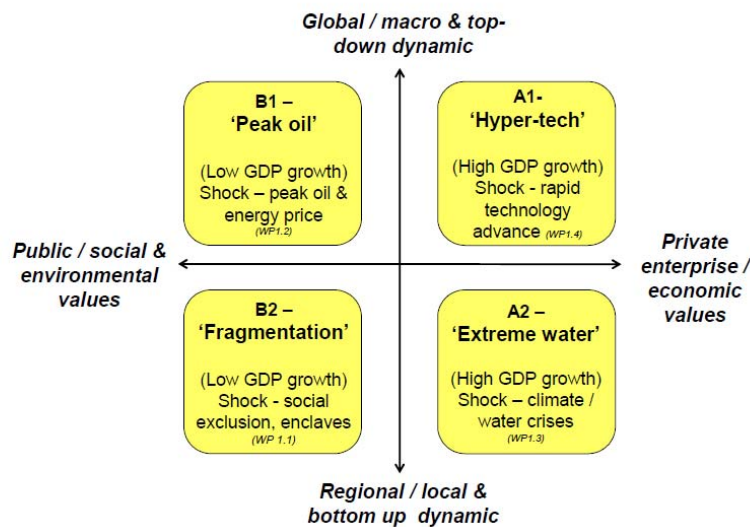 Global / macro & top-
down dynamic
B1 –
‘Peak oil’
(Low GDP growth)
Shock – peak oil &
energy price
(WP1.2)
A1-
‘Hyper-tech’
(High GDP growth)
Shock - rapid
technology
advance (WP1.4)
Public / social &
environmental
values
Private
enterprise /
economic
values
B2 –
‘Fragmentation’
(Low GDP growth)
Shock - social
exclusion, enclaves
(WP 1.1)
A2 –
‘Extreme water’
(High GDP growth)
Shock – climate /
water crises
(WP1.3)
Regional / local &
bottom up dynamic